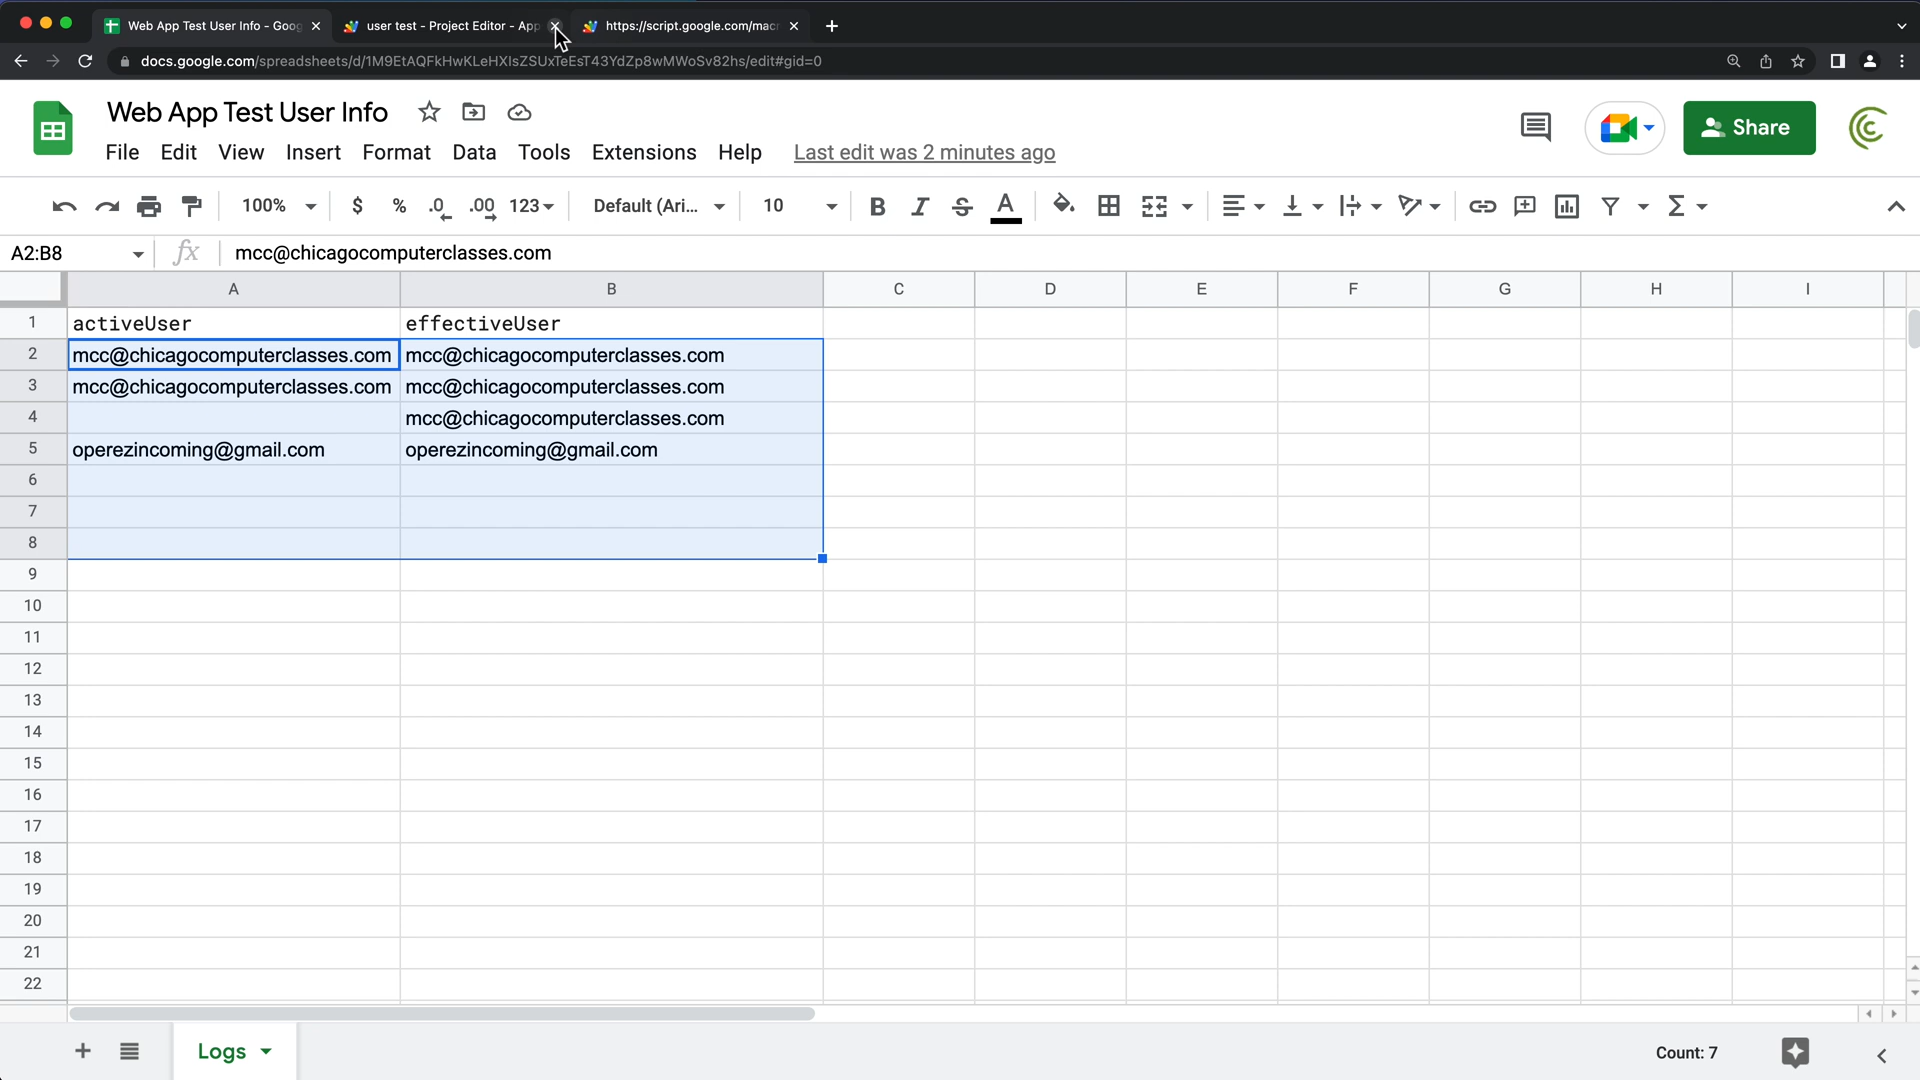 Web App Test User Info - Goog
user test - Project Editor - App
https://script.google.com/macr
docs.google.com/spreadsheets/d/1M9EtAQFkHwKLeHXIsZSUxTeEsT43YdZp8wMWoSv82hs/edit#gid=0
Web App Test User Info
Share
File Edit View Insert Format Data Tools Extensions Help Last edit was 2 minutes ago
100% $ % .0 .00 123 Default (Ari... 10 B I S A Σ
A2:B8 fx mcc@chicagocomputerclasses.com
A B C D E F G H I
1 activeUser effectiveUser
2 mcc@chicagocomputerclasses.com mcc@chicagocomputerclasses.com
3 mcc@chicagocomputerclasses.com mcc@chicagocomputerclasses.com
4 mcc@chicagocomputerclasses.com
5 operezincoming@gmail.com operezincoming@gmail.com
6
7
8
9
10
11
12
13
14
15
16
17
18
19
20
21
22
Logs Count: 7